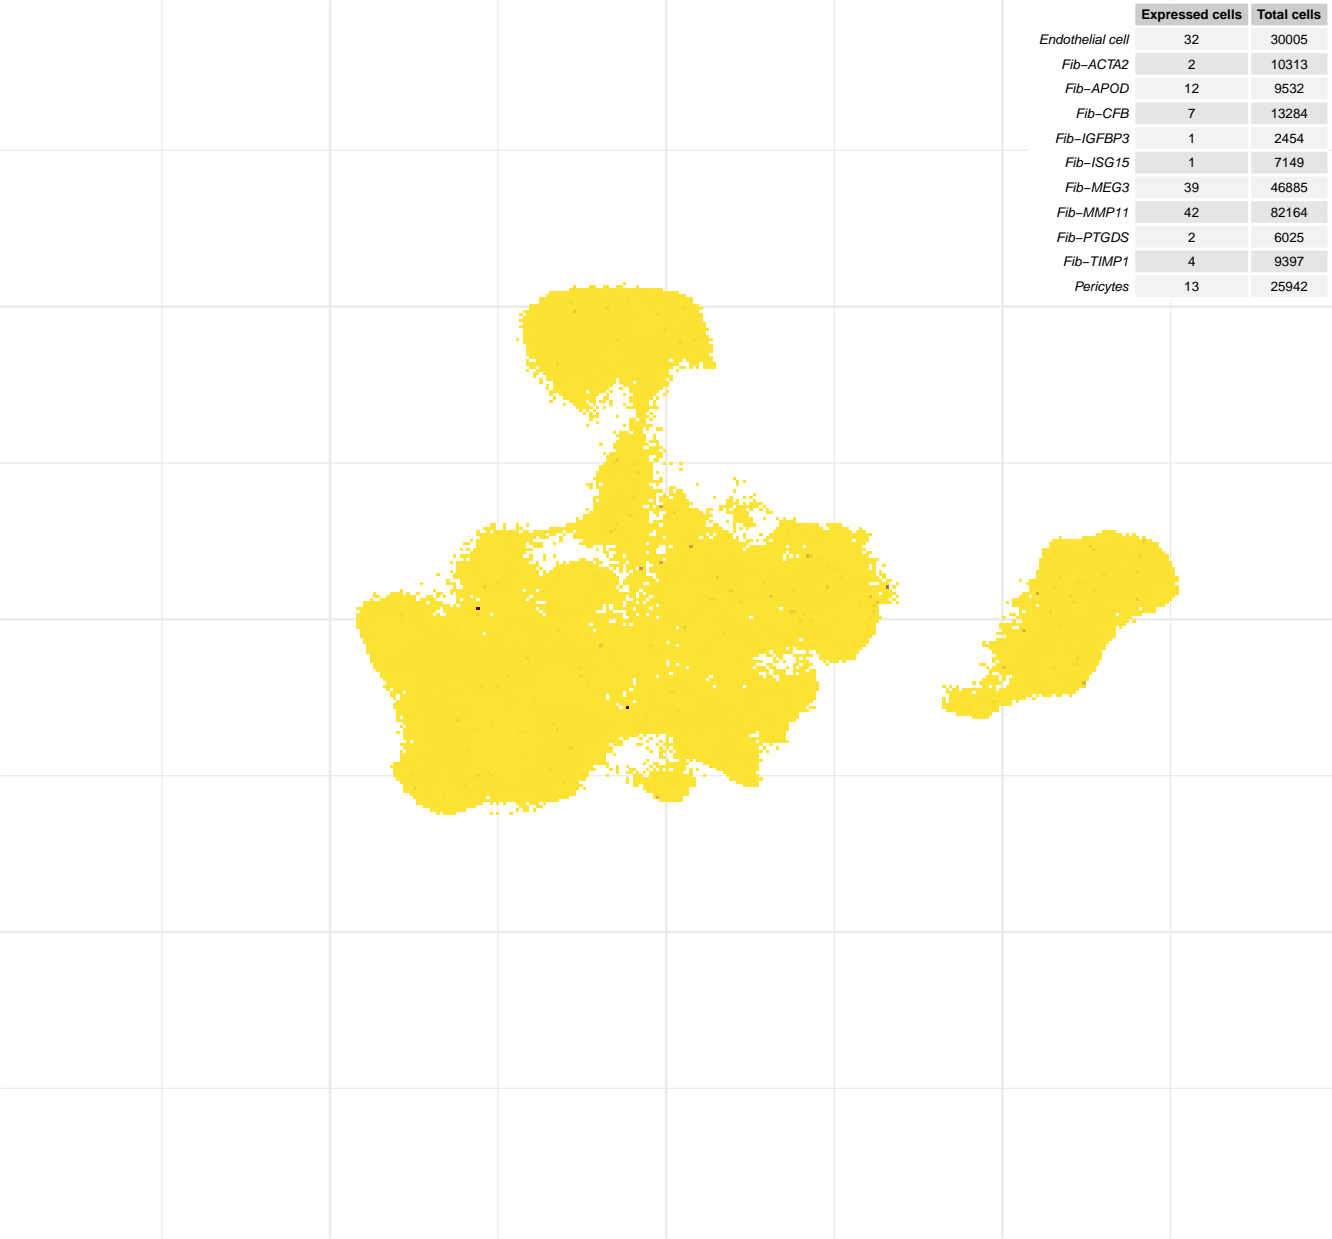 Expressed cells Total cells
Endothelial cell 32 30005
Fib−ACTA2 2 10313
Fib−APOD 12 9532
Fib−CFB 7 13284
Fib−IGFBP3 1 2454
Fib−ISG15 1 7149
Fib−MEG3 39 46885
Fib−MMP11 42 82164
Fib−PTGDS 2 6025
Fib−TIMP1 4 9397
Pericytes 13 25942